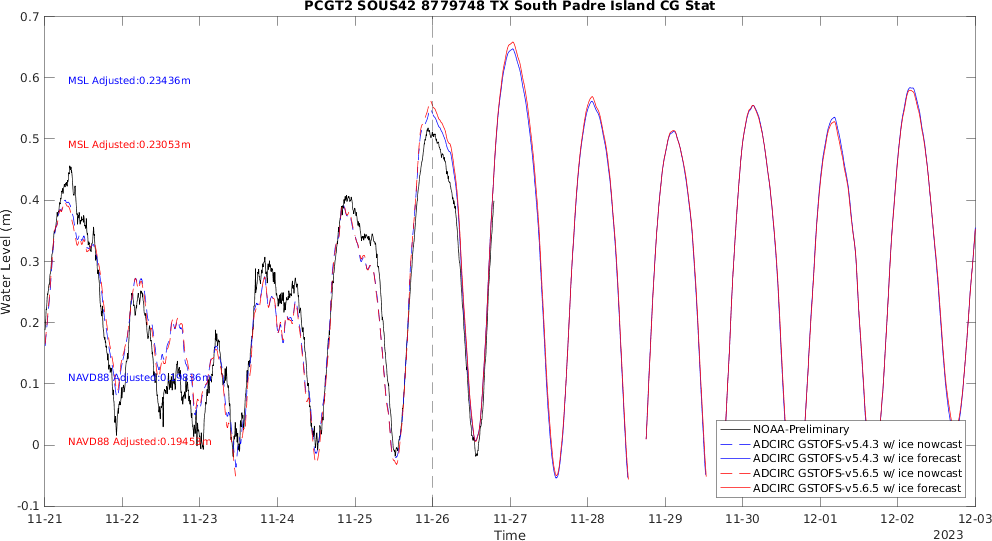 PCGT2 SOUS42 8779748 TX South Padre Island CG Stat
0.7
0.6
0.5
0.4
0.3
0.2
0.1
0
-0.1
Water Level (m)
MSL Adjusted:0.23436m
MSL Adjusted:0.23053m
NAVD88 Adjusted:0.19836m
NAVD88 Adjusted:
NOAA-Preliminary
ADCIRC GSTOFS-v5.4.3 w/ ice nowcast
ADCIRC GSTOFS-v5.4.3 w/ ice forecast
ADCIRC GSTOFS-v5.6.5 w/ ice nowcast
ADCIRC GSTOFS-v5.6.5 w/ ice forecast
11-21 11-22 11-23 11-24 11-25 11-26 11-27 11-28 11-29 11-30 12-01 12-02 12-03
Time
2023